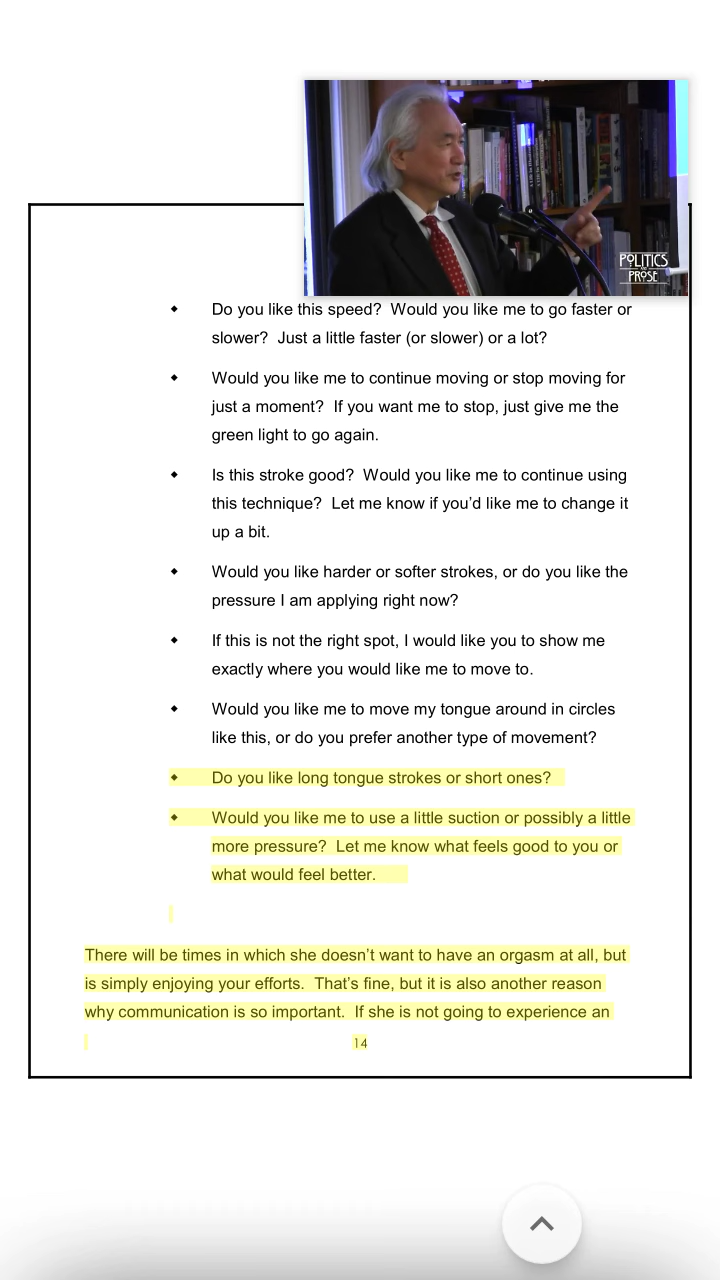 POLITICS
PROSE
◆ Do you like this speed?  Would you like me to go faster or
slower?  Just a little faster (or slower) or a lot?
◆ Would you like me to continue moving or stop moving for
just a moment?  If you want me to stop, just give me the
green light to go again.
◆ Is this stroke good?  Would you like me to continue using
this technique?  Let me know if you’d like me to change it
up a bit.
◆ Would you like harder or softer strokes, or do you like the
pressure I am applying right now?
◆ If this is not the right spot, I would like you to show me
exactly where you would like me to move to.
◆ Would you like me to move my tongue around in circles
like this, or do you prefer another type of movement?
◆ Do you like long tongue strokes or short ones?
◆ Would you like me to use a little suction or possibly a little
more pressure?  Let me know what feels good to you or
what would feel better.
There will be times in which she doesn’t want to have an orgasm at all, but
is simply enjoying your efforts.  That’s fine, but it is also another reason
why communication is so important.  If she is not going to experience an
14